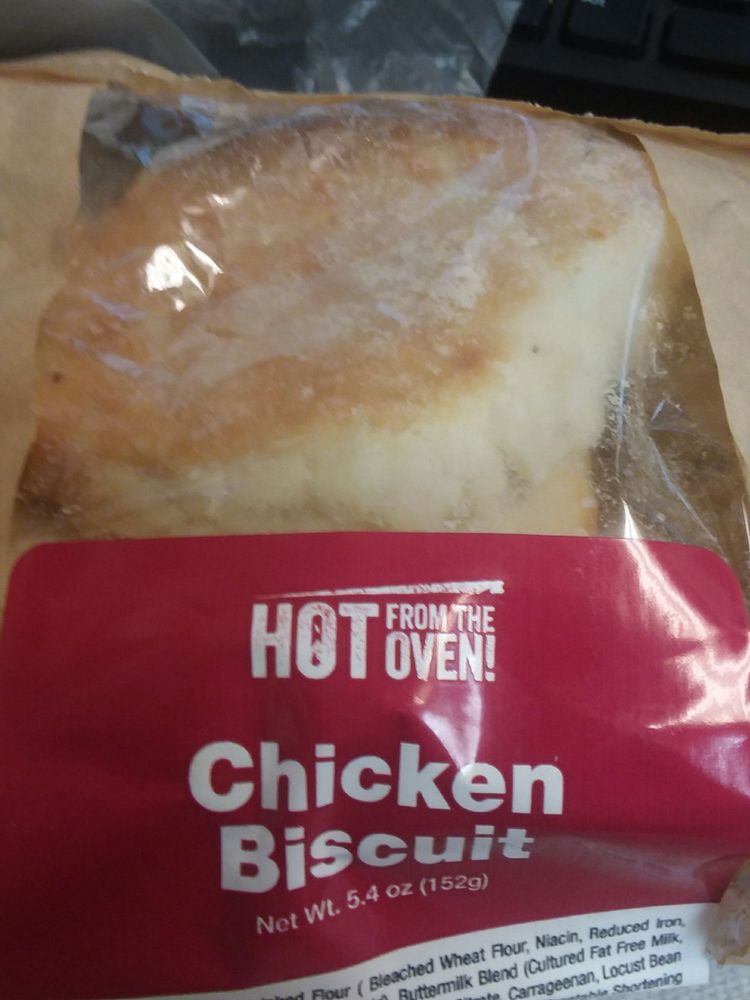 HOT FROM THE
OVEN!
Chicken
Biscuit
Net Wt. 5.4 oz (152g)
Flour ( Bleached Wheat Flour, Niacin, Reduced Iron,
Buttermilk Blend (Cultured Fat Free Milk,
Carrageenan, Locust Bean
Shortening